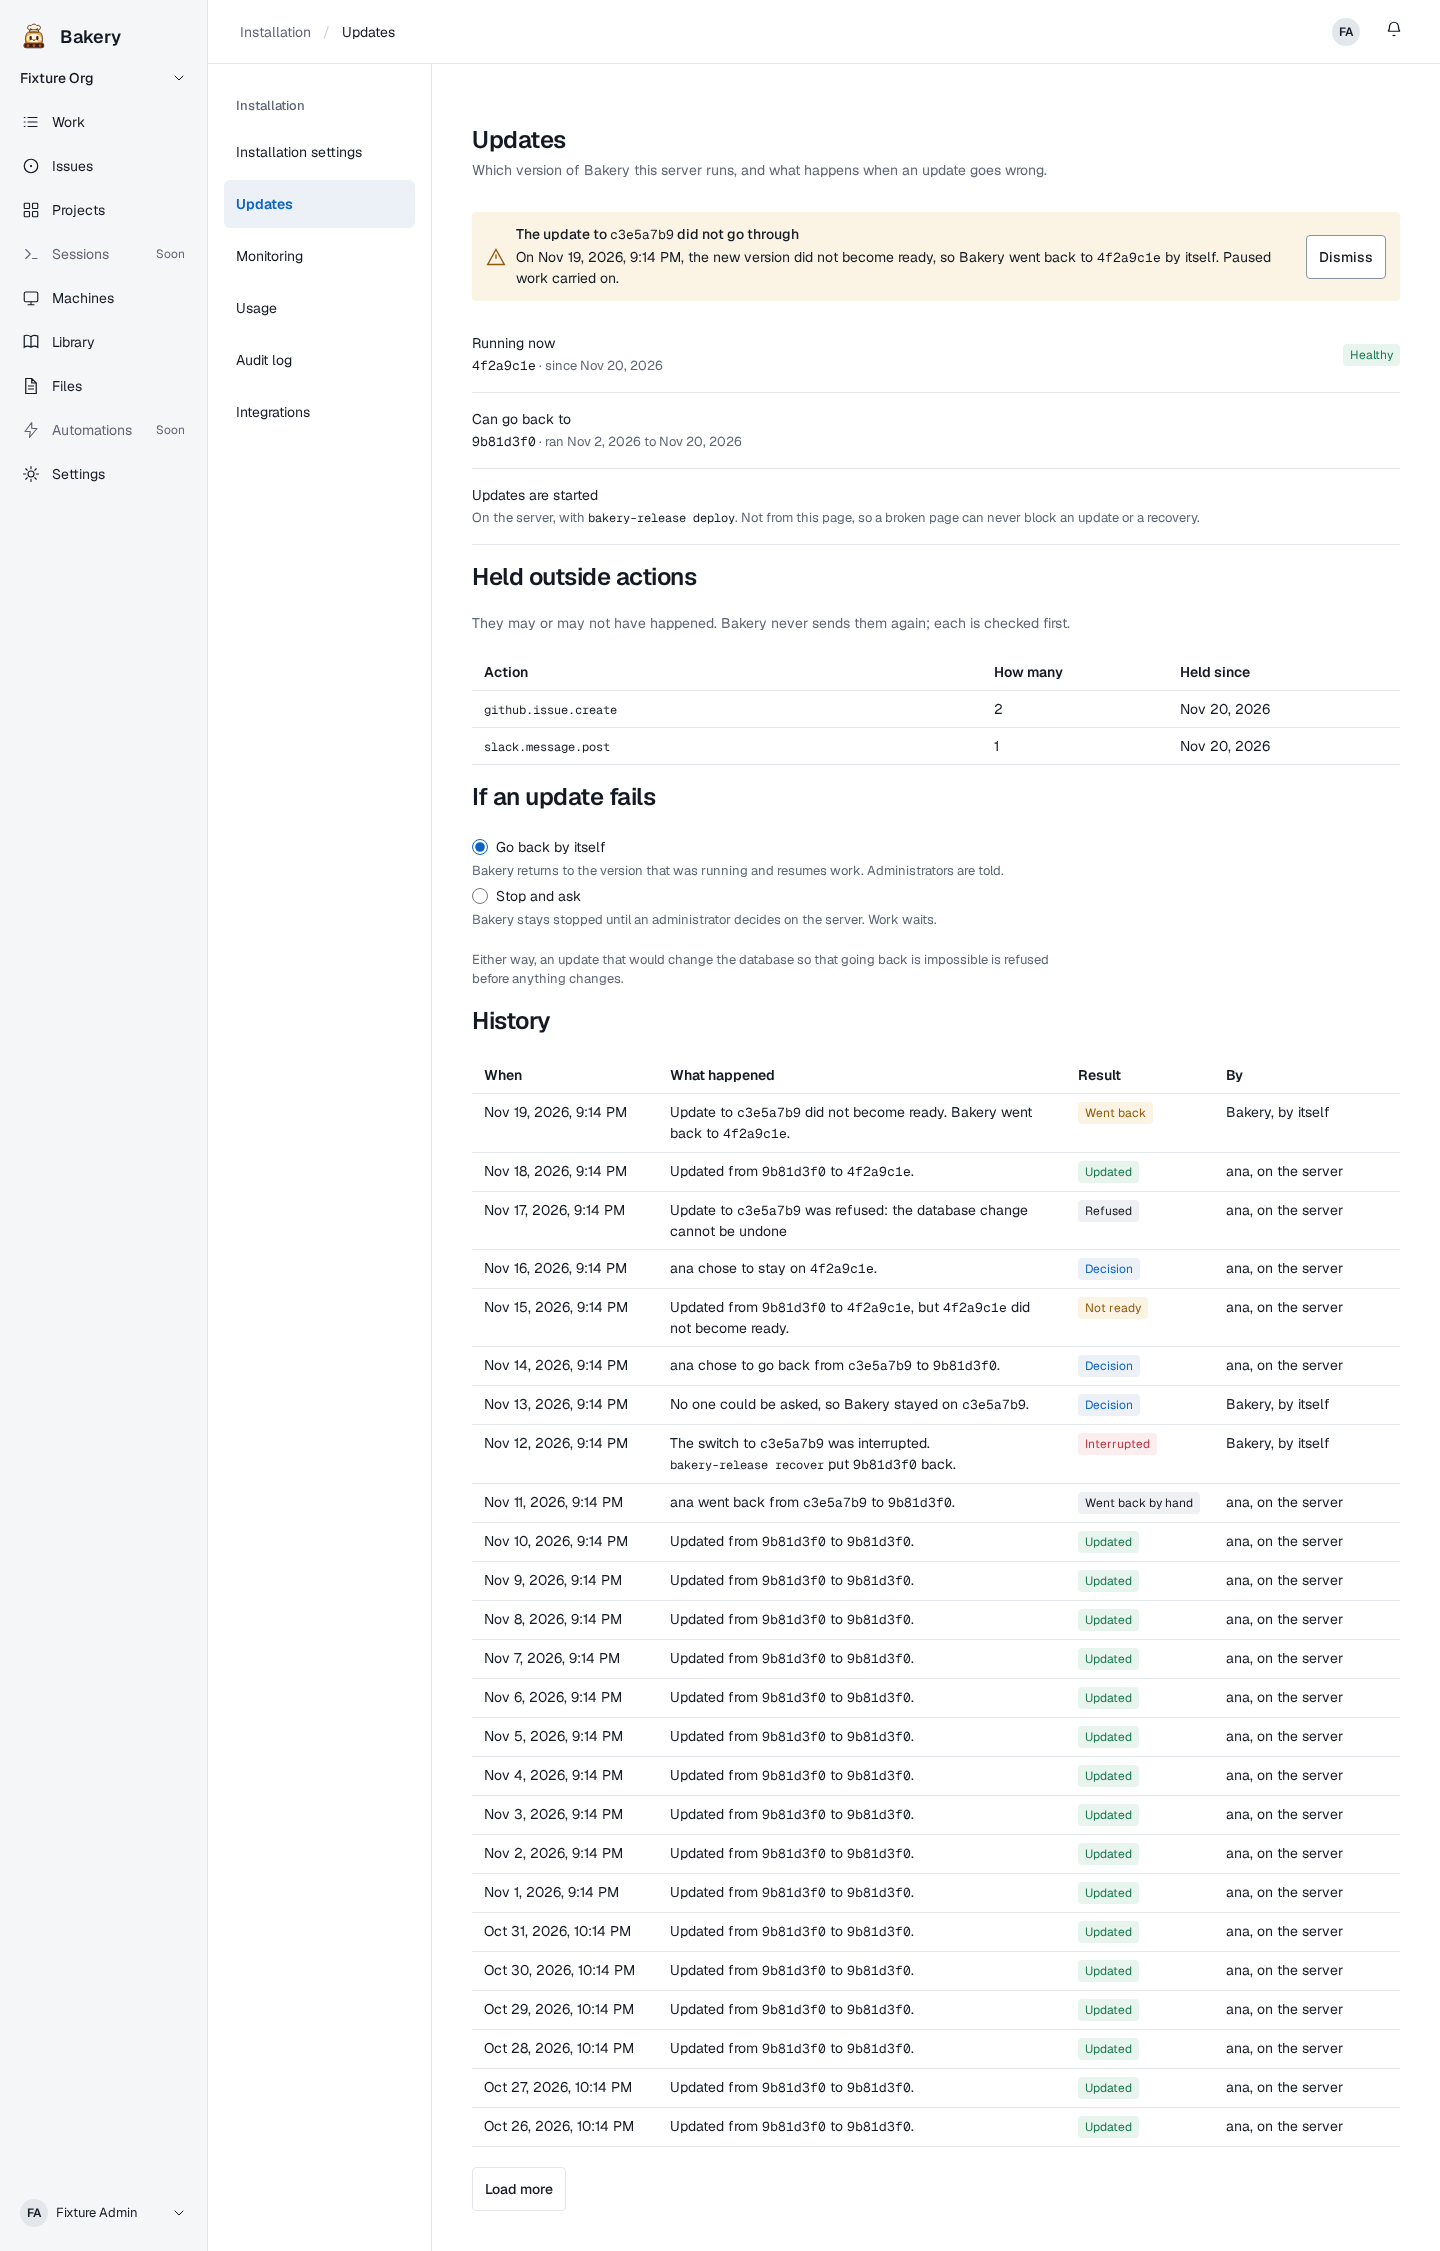 Bakery
Fixture Org
Work
Issues
Projects
Sessions Soon
Machines
Library
Files
Automations Soon
Settings
FA Fixture Admin
Installation / Updates
FA
Installation
Installation settings
Updates
Monitoring
Usage
Audit log
Integrations
Updates
Which version of Bakery this server runs, and what happens when an update goes wrong.
The update to c3e5a7b9 did not go through
On Nov 19, 2026, 9:14 PM, the new version did not become ready, so Bakery went back to 4f2a9c1e by itself. Paused
work carried on.
Dismiss
Running now
4f2a9c1e · since Nov 20, 2026
Healthy
Can go back to
9b81d3f0 · ran Nov 2, 2026 to Nov 20, 2026
Updates are started
On the server, with bakery-release deploy. Not from this page, so a broken page can never block an update or a recovery.
Held outside actions
They may or may not have happened. Bakery never sends them again; each is checked first.
Action How many Held since
github.issue.create 2 Nov 20, 2026
slack.message.post 1 Nov 20, 2026
If an update fails
Go back by itself
Bakery returns to the version that was running and resumes work. Administrators are told.
Stop and ask
Bakery stays stopped until an administrator decides on the server. Work waits.
Either way, an update that would change the database so that going back is impossible is refused
before anything changes.
History
When What happened Result By
Nov 19, 2026, 9:14 PM Update to c3e5a7b9 did not become ready. Bakery went Went back Bakery, by itself
back to 4f2a9c1e.
Nov 18, 2026, 9:14 PM Updated from 9b81d3f0 to 4f2a9c1e. Updated ana, on the server
Nov 17, 2026, 9:14 PM Update to c3e5a7b9 was refused: the database change Refused ana, on the server
cannot be undone
Nov 16, 2026, 9:14 PM ana chose to stay on 4f2a9c1e. Decision ana, on the server
Nov 15, 2026, 9:14 PM Updated from 9b81d3f0 to 4f2a9c1e, but 4f2a9c1e did Not ready ana, on the server
not become ready.
Nov 14, 2026, 9:14 PM ana chose to go back from c3e5a7b9 to 9b81d3f0. Decision ana, on the server
Nov 13, 2026, 9:14 PM No one could be asked, so Bakery stayed on c3e5a7b9. Decision Bakery, by itself
Nov 12, 2026, 9:14 PM The switch to c3e5a7b9 was interrupted. Interrupted Bakery, by itself
bakery-release recover put 9b81d3f0 back.
Nov 11, 2026, 9:14 PM ana went back from c3e5a7b9 to 9b81d3f0. Went back by hand ana, on the server
Nov 10, 2026, 9:14 PM Updated from 9b81d3f0 to 9b81d3f0. Updated ana, on the server
Nov 9, 2026, 9:14 PM Updated from 9b81d3f0 to 9b81d3f0. Updated ana, on the server
Nov 8, 2026, 9:14 PM Updated from 9b81d3f0 to 9b81d3f0. Updated ana, on the server
Nov 7, 2026, 9:14 PM Updated from 9b81d3f0 to 9b81d3f0. Updated ana, on the server
Nov 6, 2026, 9:14 PM Updated from 9b81d3f0 to 9b81d3f0. Updated ana, on the server
Nov 5, 2026, 9:14 PM Updated from 9b81d3f0 to 9b81d3f0. Updated ana, on the server
Nov 4, 2026, 9:14 PM Updated from 9b81d3f0 to 9b81d3f0. Updated ana, on the server
Nov 3, 2026, 9:14 PM Updated from 9b81d3f0 to 9b81d3f0. Updated ana, on the server
Nov 2, 2026, 9:14 PM Updated from 9b81d3f0 to 9b81d3f0. Updated ana, on the server
Nov 1, 2026, 9:14 PM Updated from 9b81d3f0 to 9b81d3f0. Updated ana, on the server
Oct 31, 2026, 10:14 PM Updated from 9b81d3f0 to 9b81d3f0. Updated ana, on the server
Oct 30, 2026, 10:14 PM Updated from 9b81d3f0 to 9b81d3f0. Updated ana, on the server
Oct 29, 2026, 10:14 PM Updated from 9b81d3f0 to 9b81d3f0. Updated ana, on the server
Oct 28, 2026, 10:14 PM Updated from 9b81d3f0 to 9b81d3f0. Updated ana, on the server
Oct 27, 2026, 10:14 PM Updated from 9b81d3f0 to 9b81d3f0. Updated ana, on the server
Oct 26, 2026, 10:14 PM Updated from 9b81d3f0 to 9b81d3f0. Updated ana, on the server
Load more